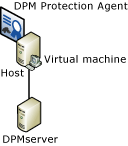 DPM Protection Agent
Virtual machine
Host
DPMserver